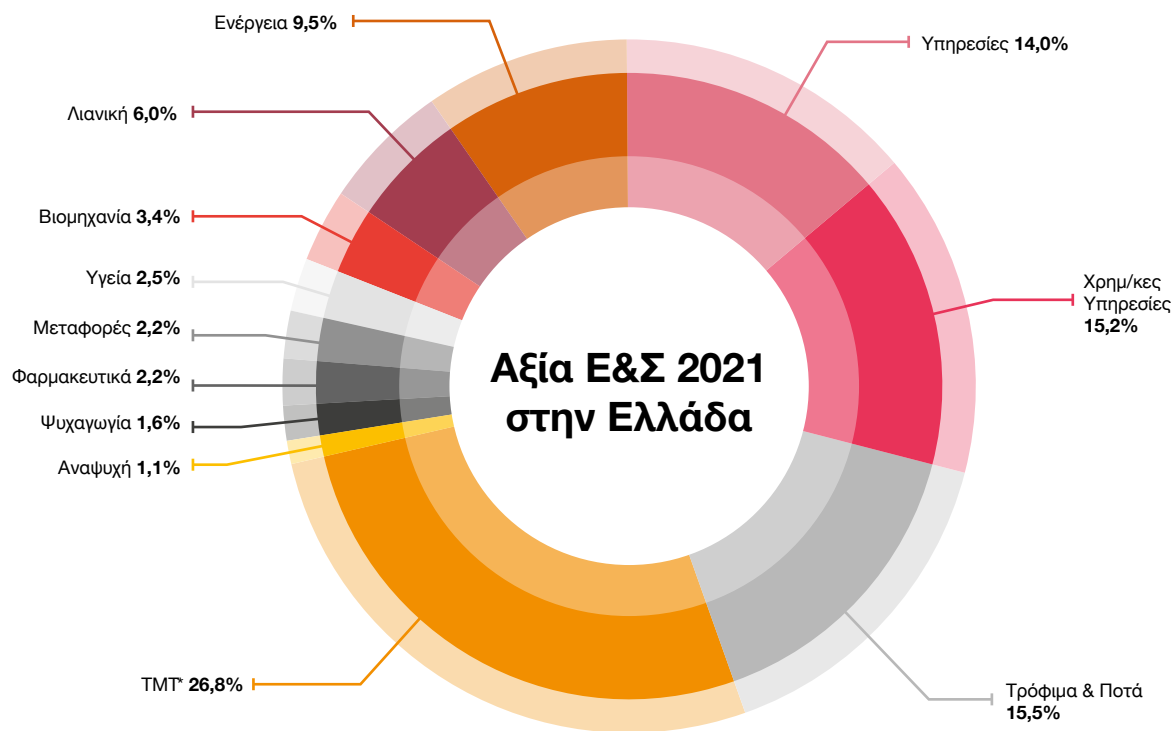 Ενέργεια 9,5%
Υπηρεσίες 14,0%
Λιανική 6,0%
Βιομηχανία 3,4%
Υγεία 2,5%
Χρημ/κες
Υπηρεσίες
15,2%
Μεταφορές 2,2%
Φαρμακευτικά 2,2%
Ψυχαγωγία 1,6%
Αναψυχή 1,1%
Αξία Ε&Σ 2021
στην Ελλάδα
ΤΜΤ* 26,8%
Τρόφιμα & Ποτά
15,5%